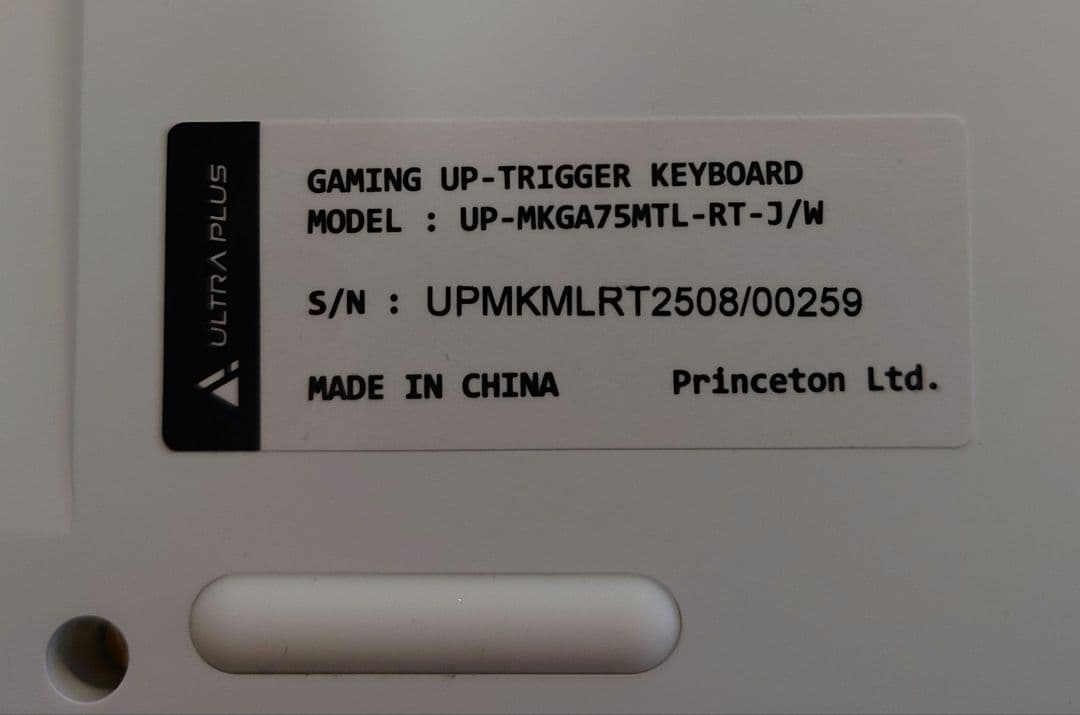 ULTRA PLUS
GAMING UP-TRIGGER KEYBOARD
MODEL : UP-MKGA75MTL-RT-J/W
S/N : UPMKMLRT2508/00259
MADE IN CHINA
Princeton Ltd.